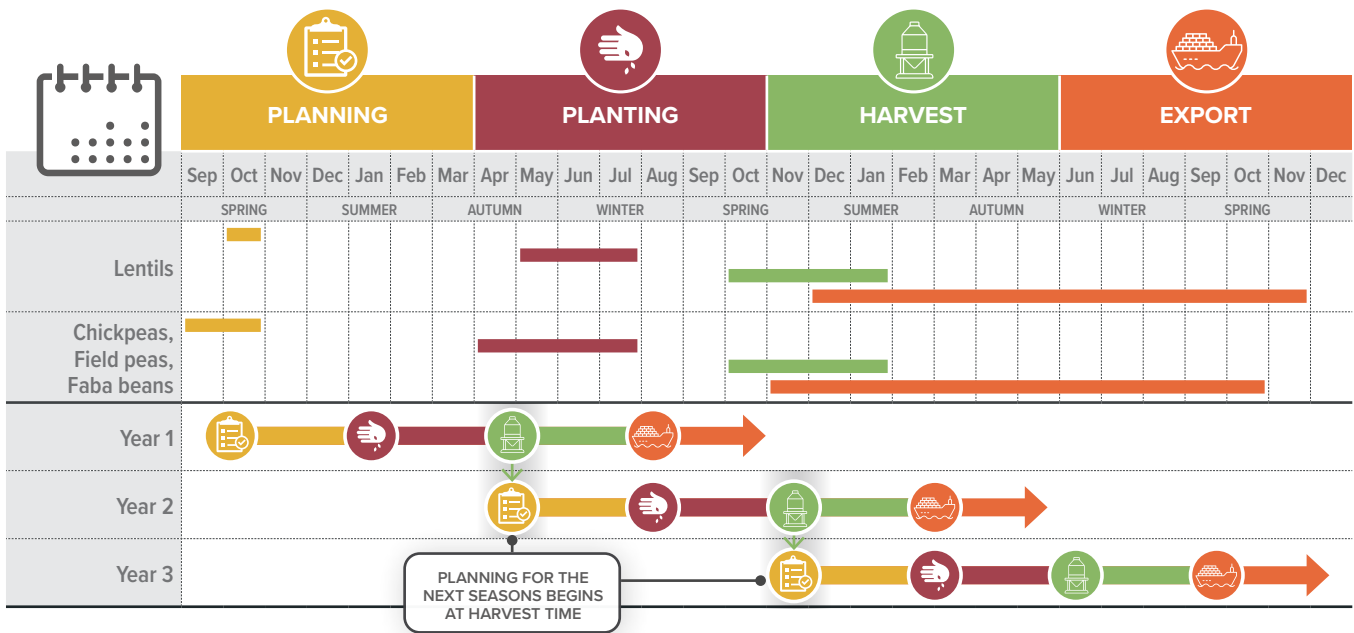 PLANNING PLANTING HARVEST EXPORT
Sep Oct Nov Dec Jan Feb Mar Apr May Jun Jul Aug Sep Oct Nov Dec Jan Feb Mar Apr May Jun Jul Aug Sep Oct Nov Dec
SPRING SUMMER AUTUMN WINTER SPRING SUMMER AUTUMN WINTER SPRING
Lentils
Chickpeas,
Field peas,
Faba beans
Year 1
Year 2
Year 3
PLANNING FOR THE
NEXT SEASONS BEGINS
AT HARVEST TIME